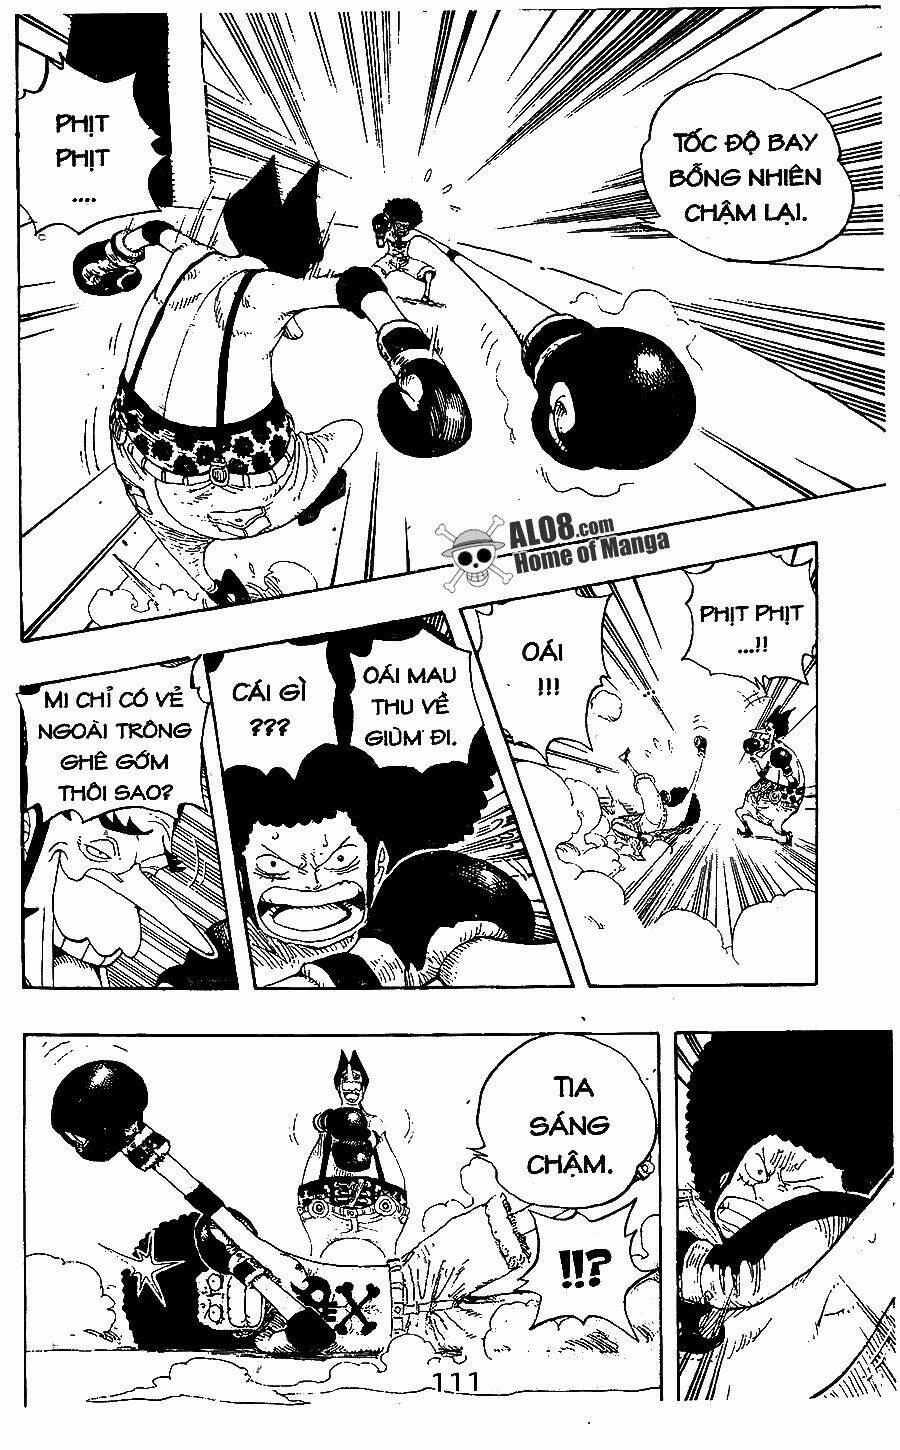 TỐC ĐỘ BAY
BỖNG NHIÊN
CHẬM LẠI.
PHỊT
PHỊT
....
AL08.com
Home of Manga
PHỊT PHỊT
...!!
OÁI
!!!
OÁI MAU
THU VỀ
GIÙM ĐI.
CÁI GÌ
???
MI CHỈ CÓ VẺ
NGOÀI TRÔNG
GHÊ GỚM
THÔI SAO?
TIA
SÁNG
CHẬM.
!!?
111